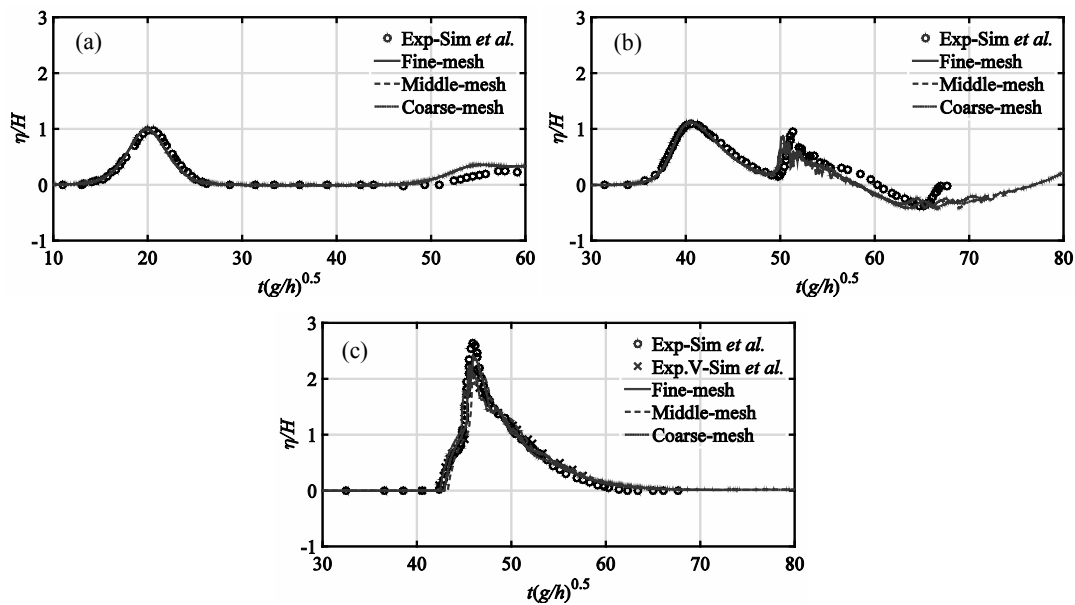 (a)
Exp-Sim et al.
Fine-mesh
Middle-mesh
Coarse-mesh
3
2
1
0
-1
η/H
10 20 30 40 50 60
t(g/h)^0.5
(b)
Exp-Sim et al.
Fine-mesh
Middle-mesh
Coarse-mesh
3
2
1
0
-1
η/H
30 40 50 60 70 80
t(g/h)^0.5
(c)
Exp-Sim et al.
Exp.V-Sim et al.
Fine-mesh
Middle-mesh
Coarse-mesh
3
2
1
0
-1
η/H
30 40 50 60 70 80
t(g/h)^0.5